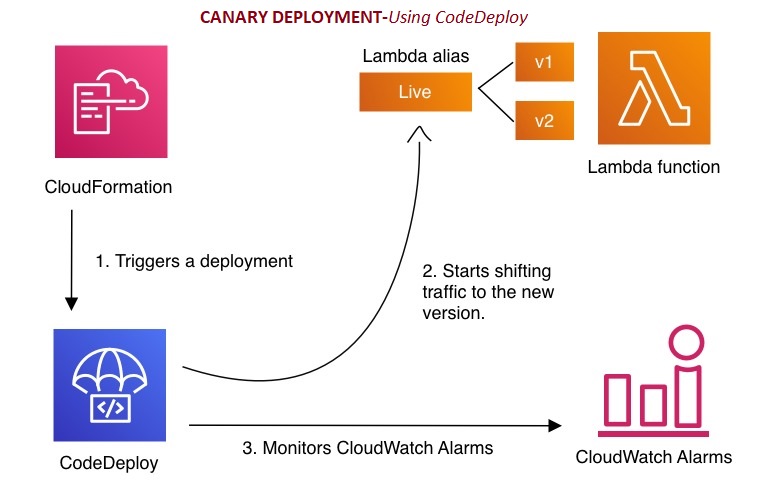 CANARY DEPLOYMENT-Using CodeDeploy
Lambda alias
Live
v1
v2
Lambda function
CloudFormation
1. Triggers a deployment
2. Starts shifting
traffic to the new
version.
</>
CodeDeploy
3. Monitors CloudWatch Alarms
CloudWatch Alarms